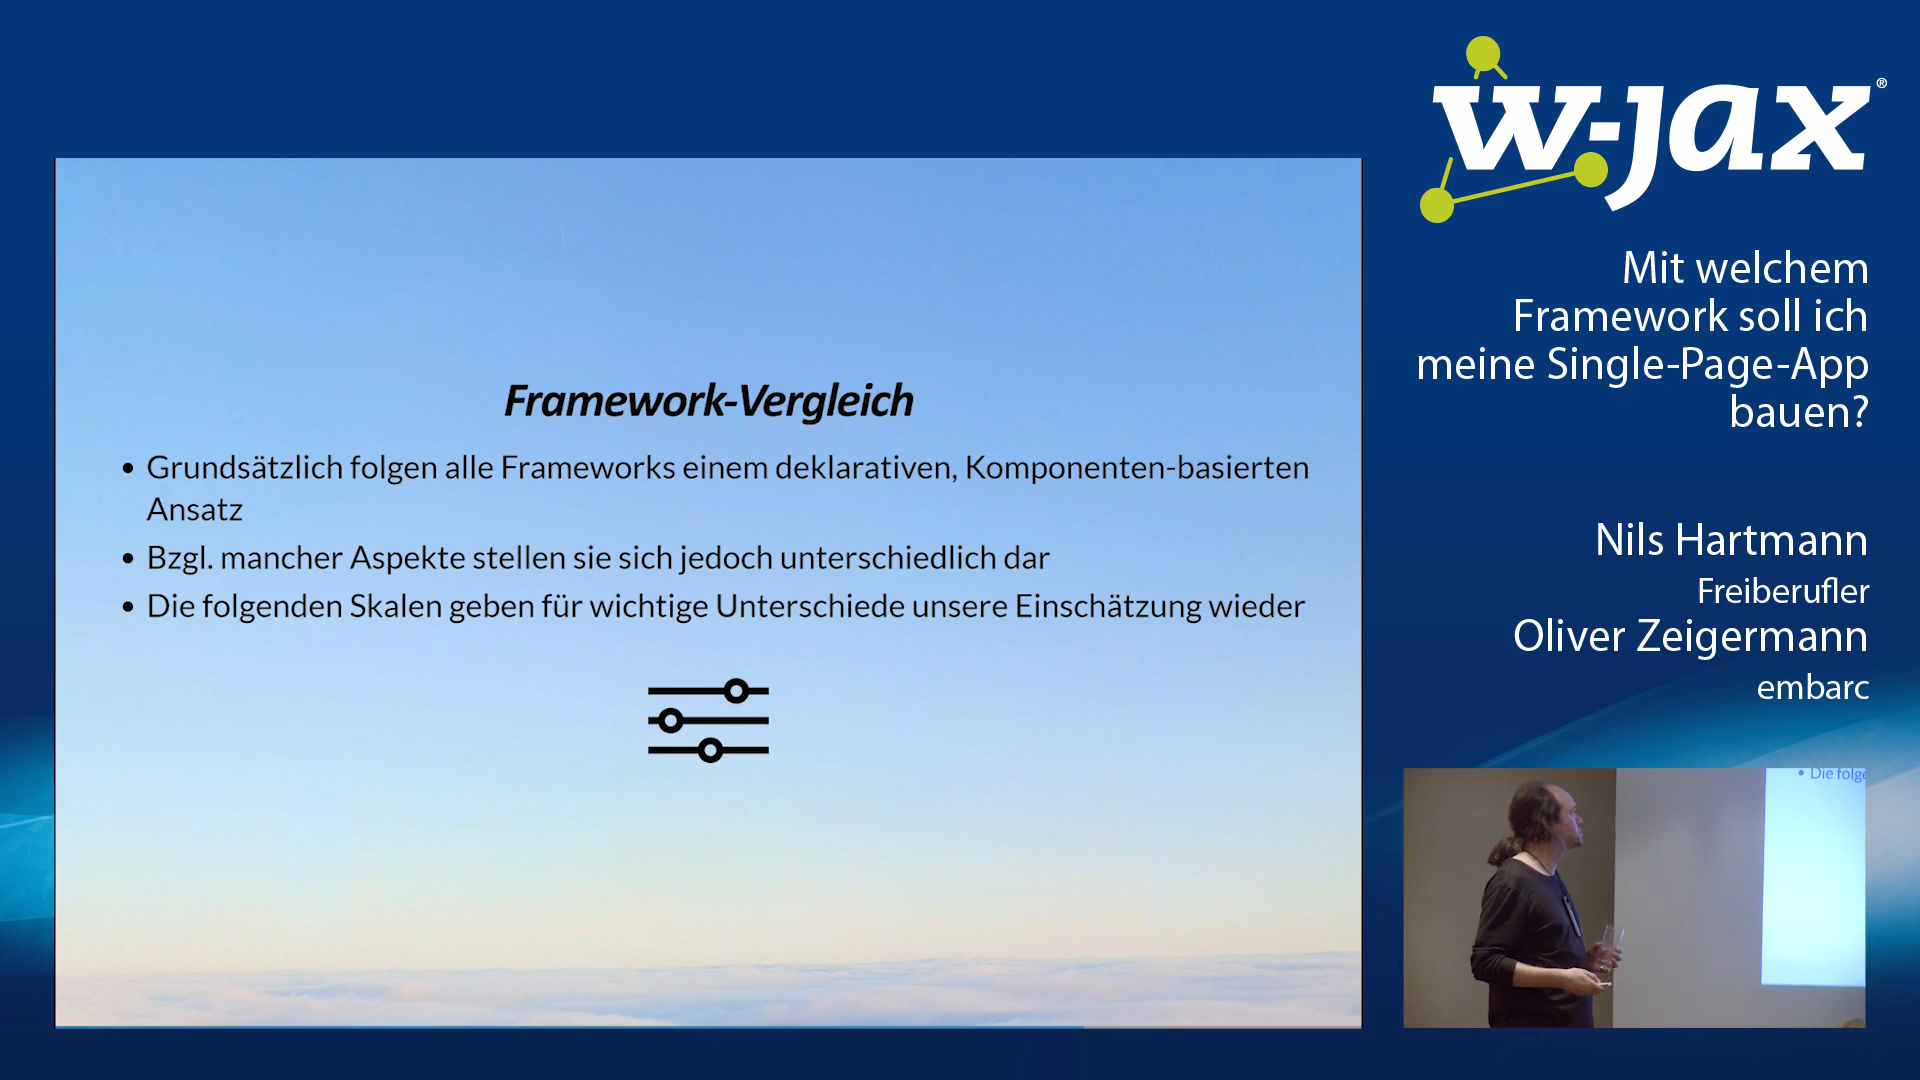 Framework-Vergleich
• Grundsätzlich folgen alle Frameworks einem deklarativen, Komponenten-basierten
Ansatz
• Bzgl. mancher Aspekte stellen sie sich jedoch unterschiedlich dar
• Die folgenden Skalen geben für wichtige Unterschiede unsere Einschätzung wieder
w-jax®
Mit welchem
Framework soll ich
meine Single-Page-App
bauen?
Nils Hartmann
Freiberufler
Oliver Zeigermann
embarc
• Die folge